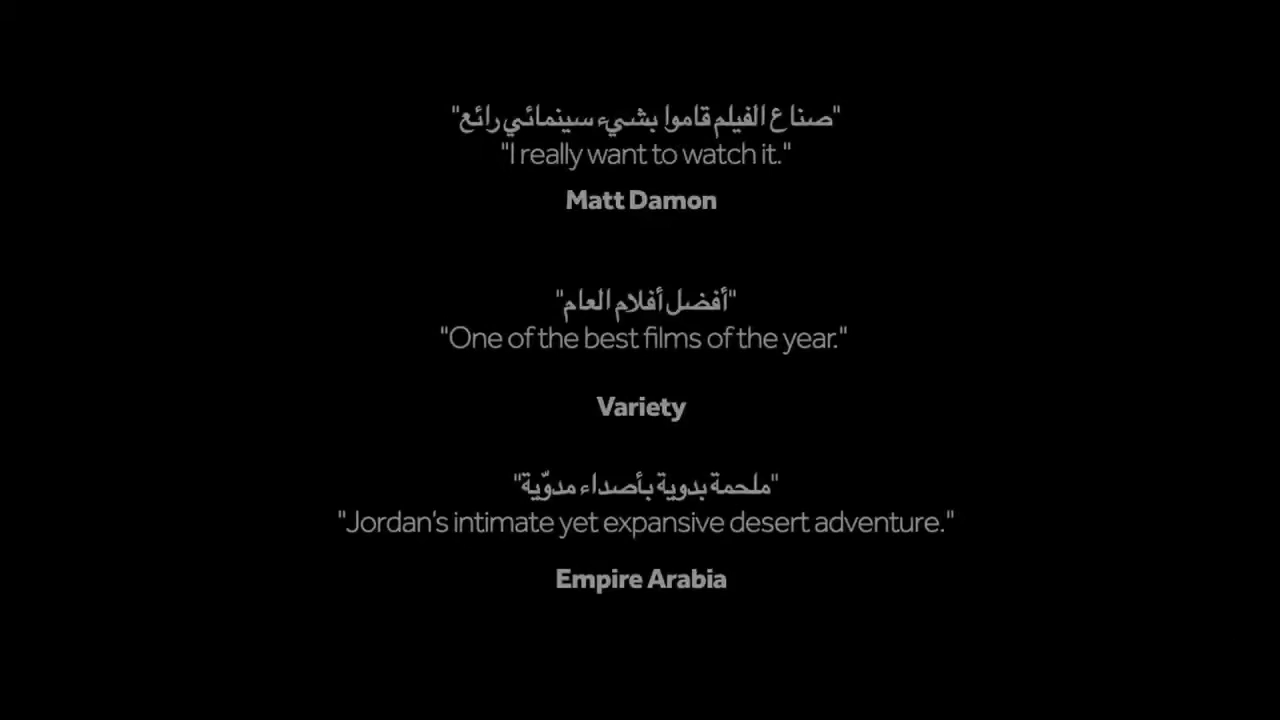 "صناع الفيلم قاموا بشيء سينمائي رائع"
"I really want to watch it."
Matt Damon
"أفضل أفلام العام"
"One of the best films of the year."
Variety
"ملحمة بدوية بأصداء مدوّية"
"Jordan's intimate yet expansive desert adventure."
Empire Arabia